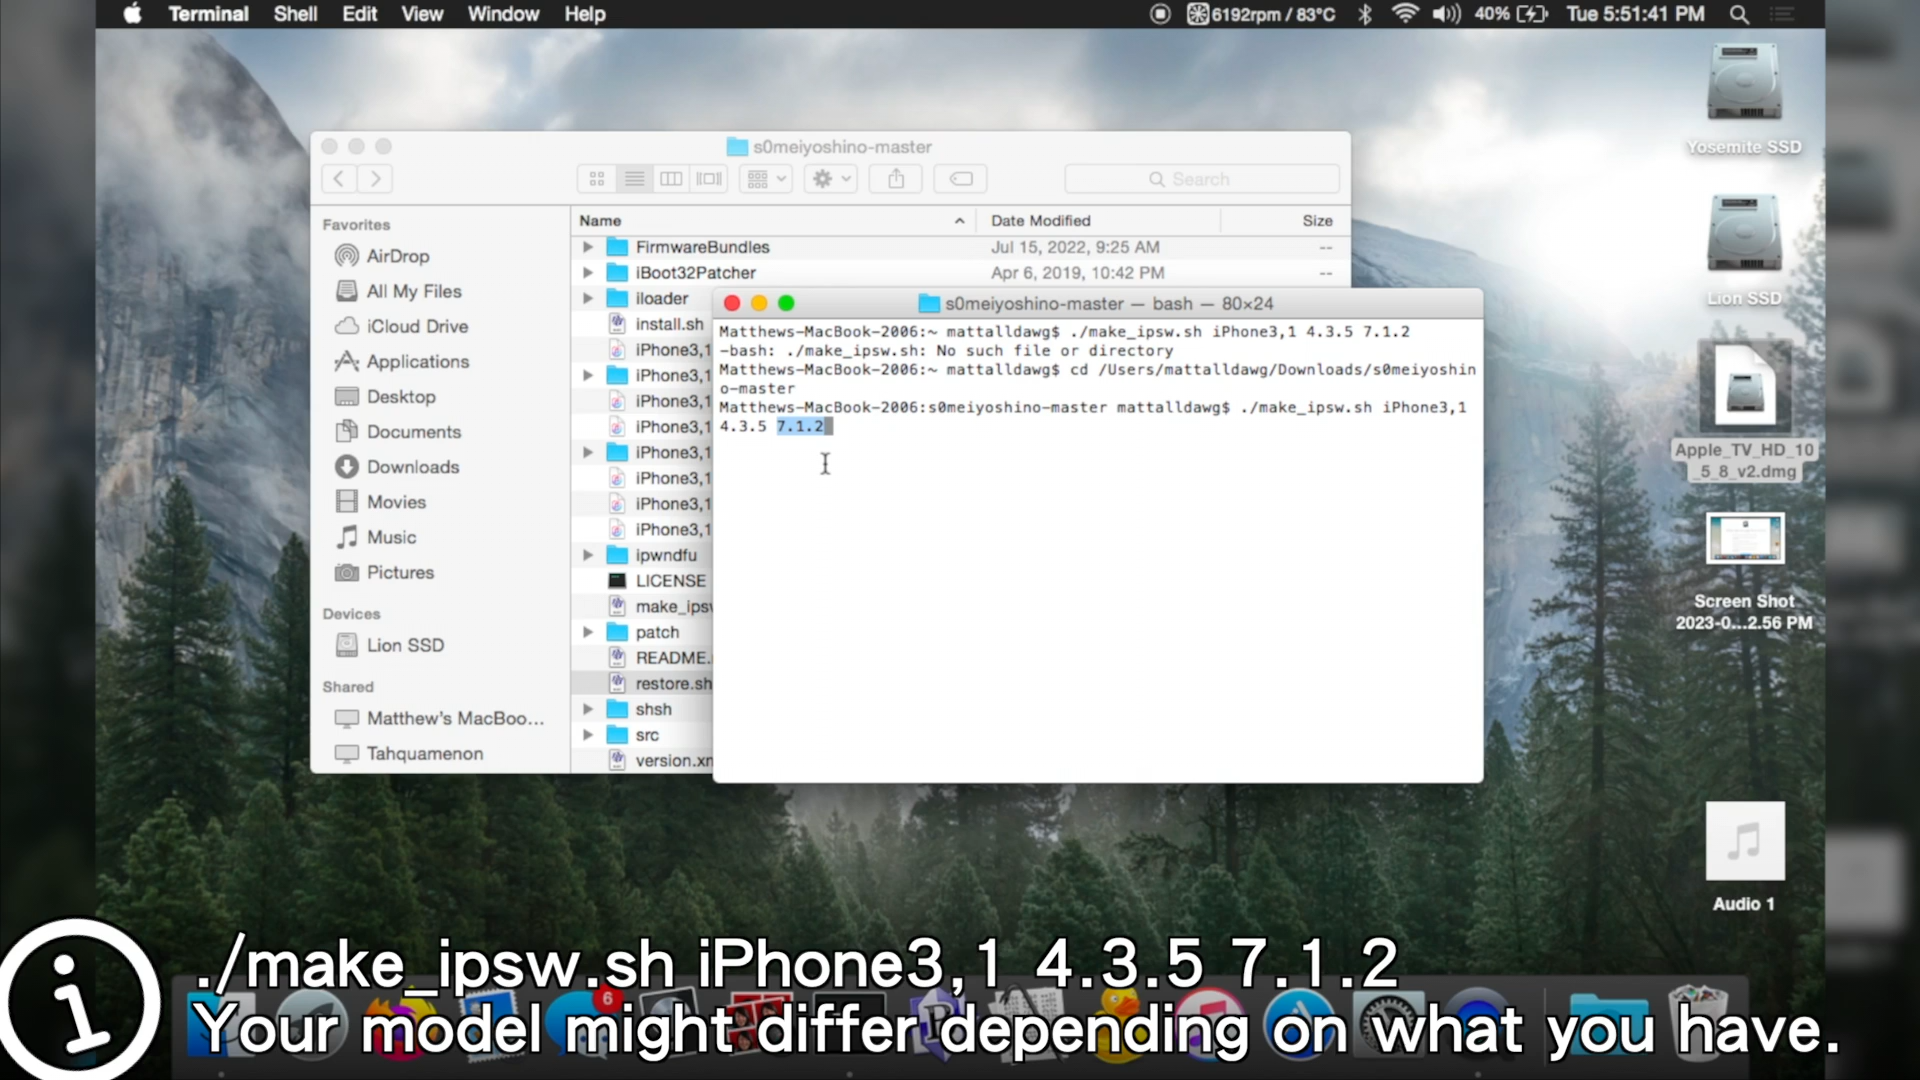 Terminal Shell Edit View Window Help 6192rpm / 83°C 40% Tue 5:51:41 PM
s0meiyoshino-master
Search
Name Date Modified Size
Favorites
AirDrop
All My Files
iCloud Drive
Applications
Desktop
Documents
Downloads
Movies
Music
Pictures
Devices
Lion SSD
Shared
Matthew's MacBoo...
Tahquamenon
FirmwareBundles Jul 15, 2022, 9:25 AM --
iBoot32Patcher Apr 6, 2019, 10:42 PM --
iloader
install.sh
iPhone3,1
iPhone3,1
iPhone3,1
iPhone3,1
iPhone3,1
iPhone3,1
iPhone3,1
iPhone3,1
ipwndfu
LICENSE
make_ipsw
patch
README.
restore.sh
shsh
src
version.xm
s0meiyoshino-master — bash — 80×24
Matthews-MacBook-2006:~ mattalldawg$ ./make_ipsw.sh iPhone3,1 4.3.5 7.1.2
-bash: ./make_ipsw.sh: No such file or directory
Matthews-MacBook-2006:~ mattalldawg$ cd /Users/mattalldawg/Downloads/s0meiyoshin
o-master
Matthews-MacBook-2006:s0meiyoshino-master mattalldawg$ ./make_ipsw.sh iPhone3,1
4.3.5 7.1.2
Yosemite SSD
Lion SSD
Apple_TV_HD_10
_5_8_v2.dmg
Screen Shot
2023-0...2.56 PM
Audio 1
6
./make_ipsw.sh iPhone3,1 4.3.5 7.1.2
Your model might differ depending on what you have.